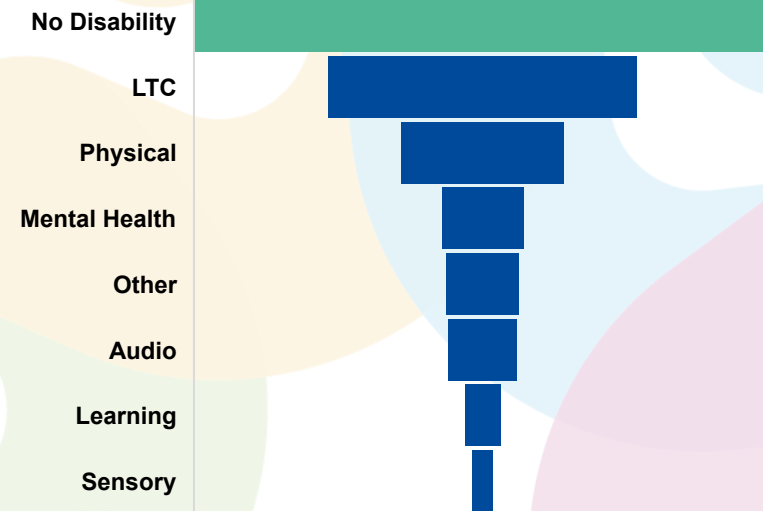 No Disability
LTC
Physical
Mental Health
Other
Audio
Learning
Sensory